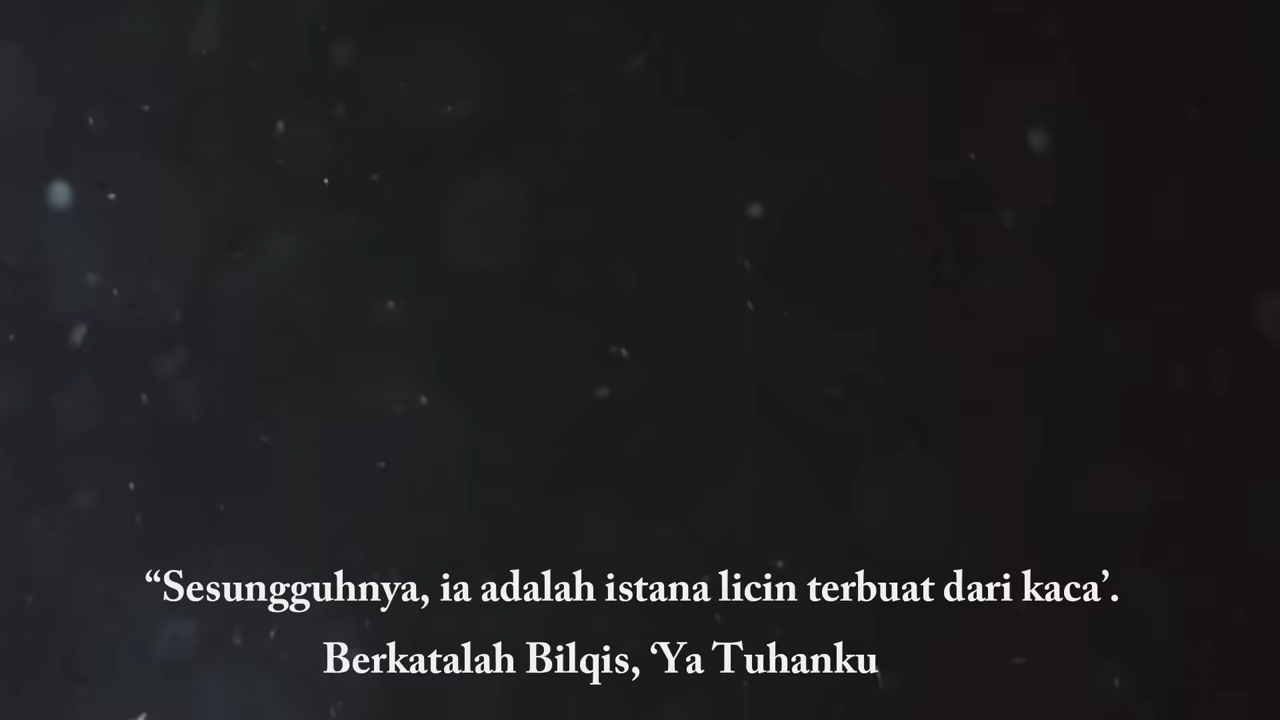 “Sesungguhnya, ia adalah istana licin terbuat dari kaca’.
Berkatalah Bilqis, ‘Ya Tuhanku